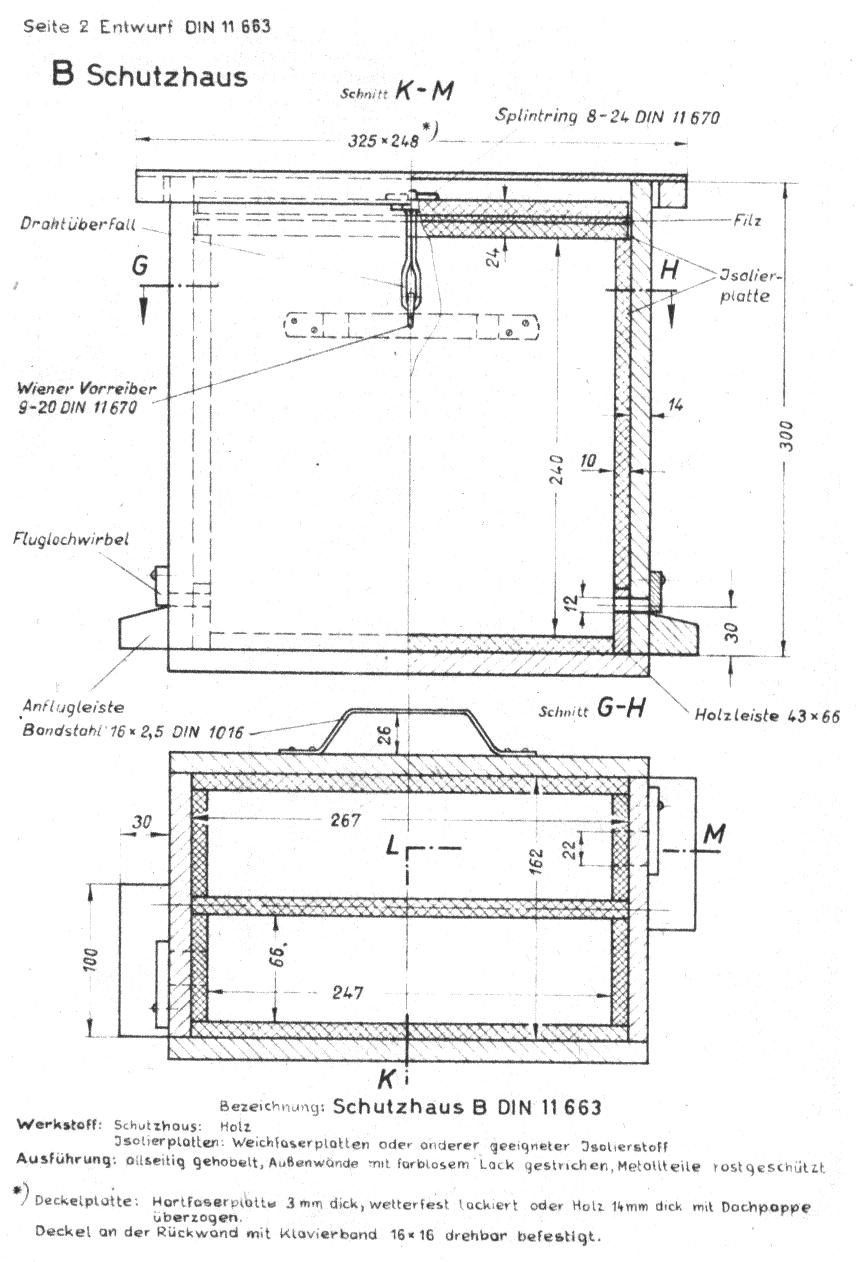 Seite 2 Entwurf DIN 11 663
B Schutzhaus
Schnitt K-M
Splintring 8-24 DIN 11 670
325×248*)
Drahtüberfall
Filz
G
H
24
Isolier-
platte
Wiener Vorreiber
9-20 DIN 11 670
14
300
10
240
Fluglochwirbel
12
30
Anflugleiste
Schnitt G-H
Holzleiste 43×66
Bandstahl 16×2,5 DIN 1016
26
30
267
L
M
162
22
100
66
247
K
Bezeichnung: Schutzhaus B DIN 11 663
Werkstoff: Schutzhaus: Holz
Isolierplatten: Weichfaserplatten oder anderer geeigneter Isolierstoff
Ausführung: allseitig gehobelt, Außenwände mit farblosem Lack gestrichen, Metallteile rostgeschützt
*) Deckelplatte: Hartfaserplatte 3 mm dick, wetterfest lackiert oder Holz 14mm dick mit Dachpappe
überzogen.
Deckel an der Rückwand mit Klavierband 16×16 drehbar befestigt.